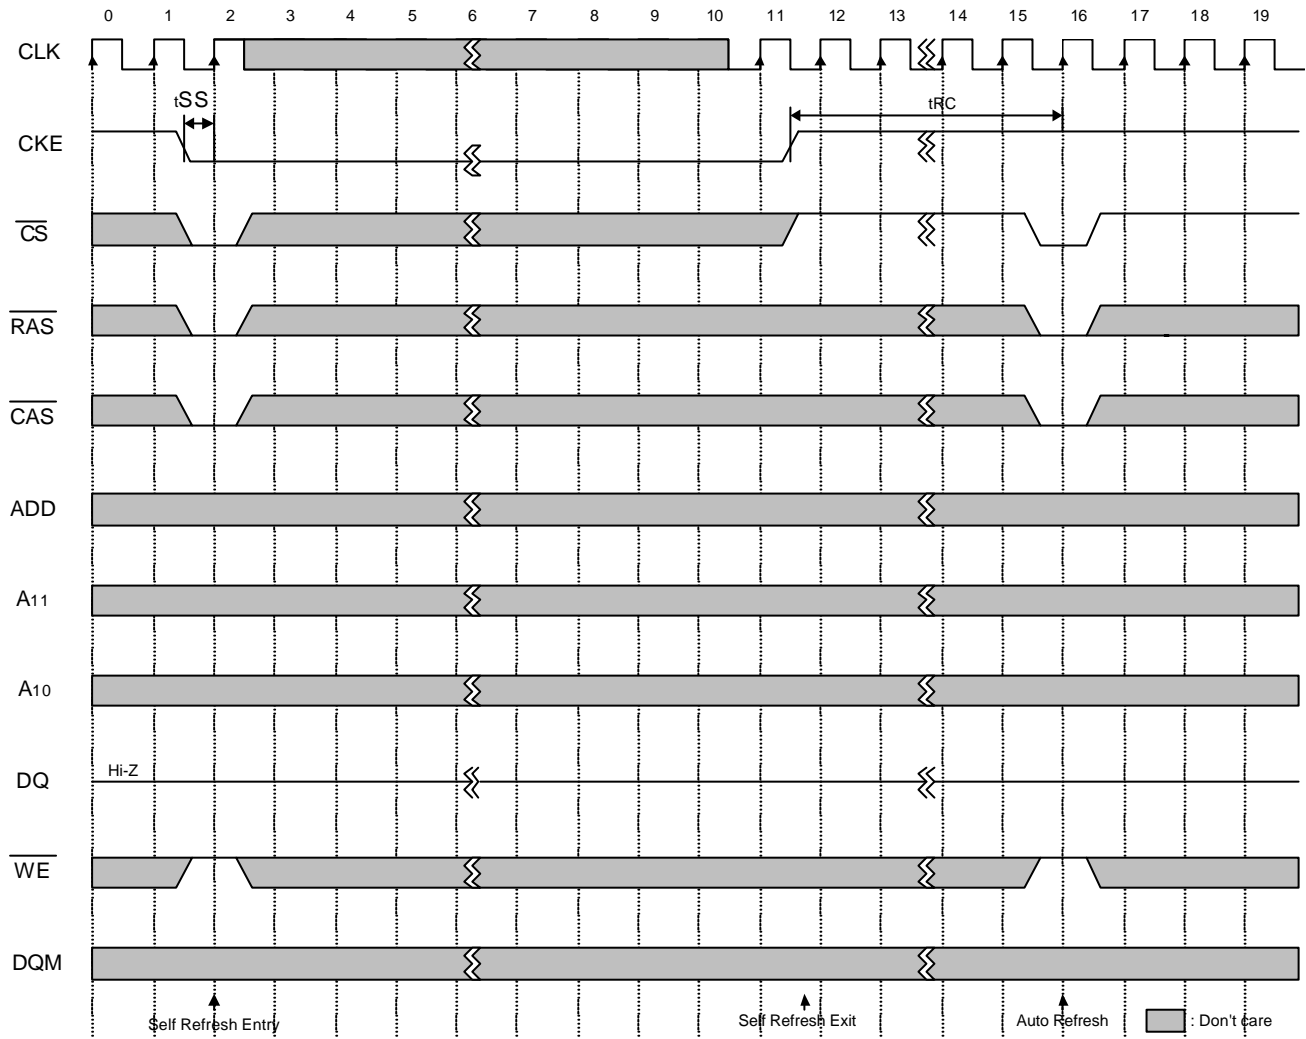 0 1 2 3 4 5 6 7 8 9 10 11 12 13 14 15 16 17 18 19
CLK
tSS
tRC
CKE
CS
RAS
CAS
ADD
A11
A10
Hi-Z
DQ
WE
DQM
Self Refresh Entry
Self Refresh Exit
Auto Refresh
: Don't care